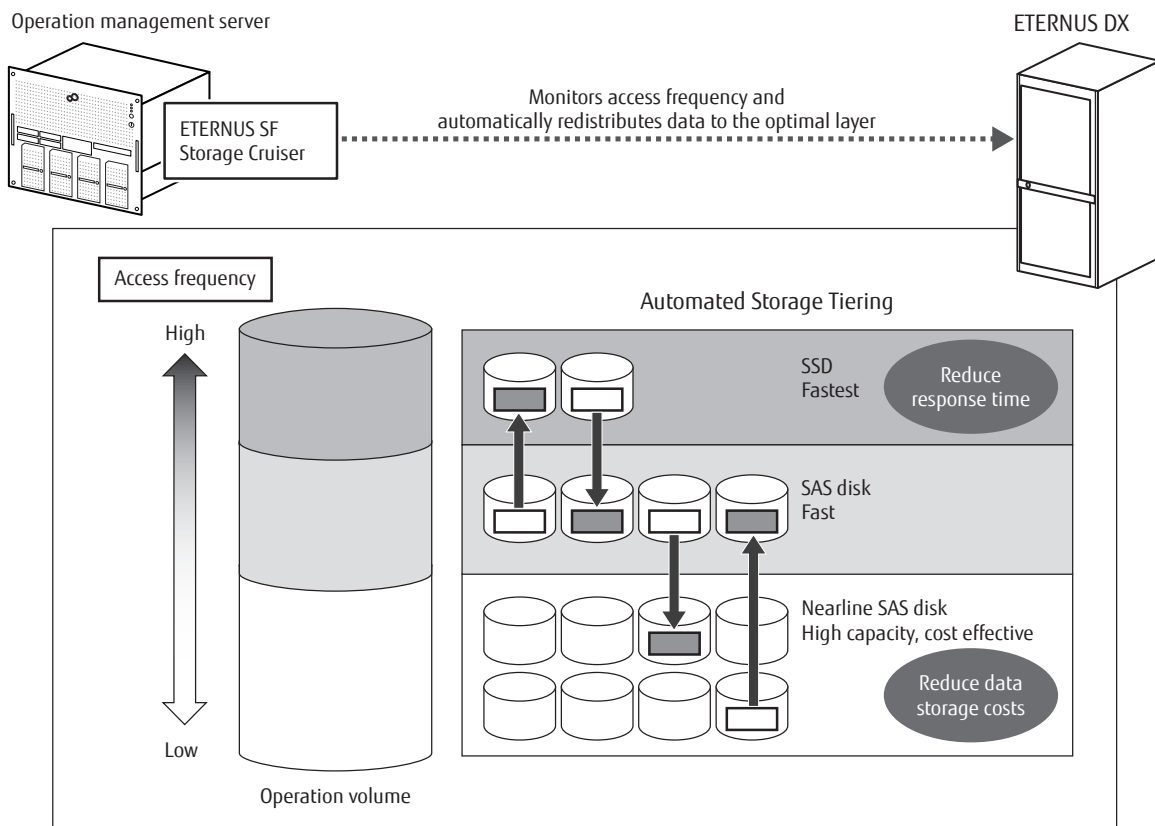 Operation management server
ETERNUS DX
ETERNUS SF
Storage Cruiser
Monitors access frequency and
automatically redistributes data to the optimal layer
Access frequency
High
Low
Operation volume
Automated Storage Tiering
SSD
Fastest
Reduce
response time
SAS disk
Fast
Nearline SAS disk
High capacity, cost effective
Reduce data
storage costs